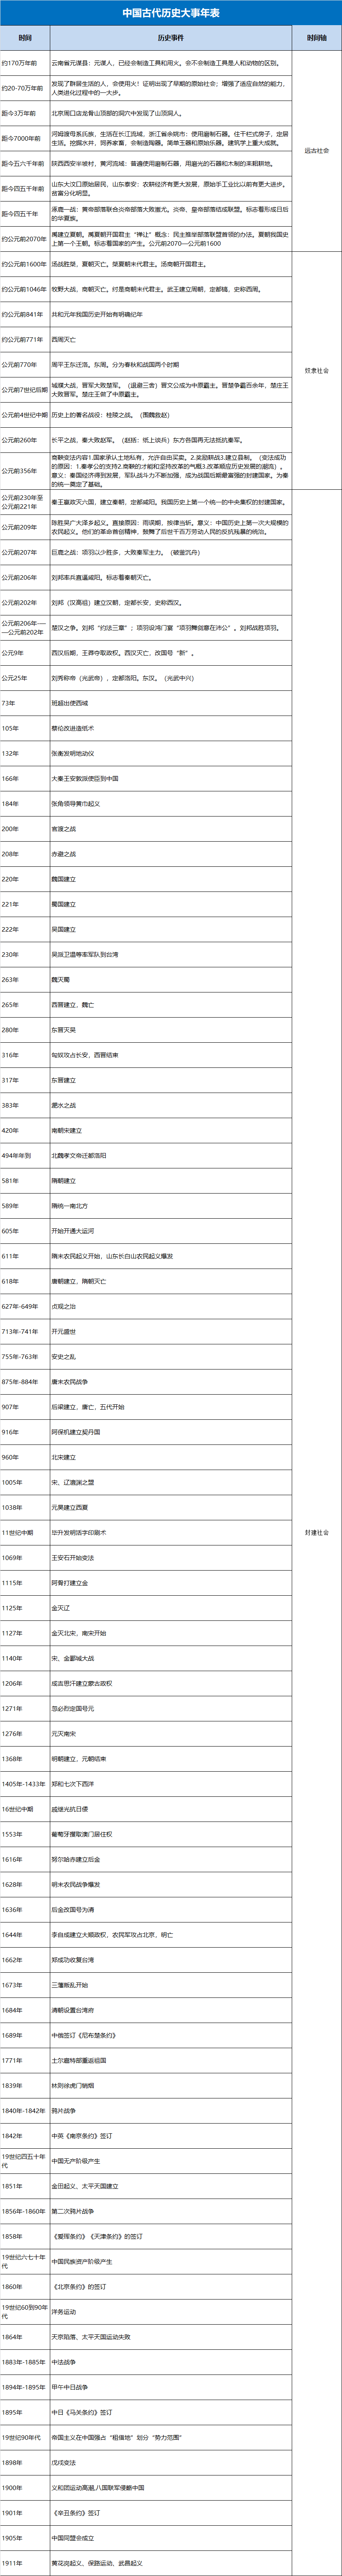 中国古代历史大事年表
时间 历史事件 时间轴
约170万年前 云南省元谋县：元谋人，已经会制造工具和用火。会不会制造工具是人和动物的区别。
约20-70万年前 发现了群居生活的人，会使用火！证明出现了早期的原始社会；增强了适应自然的能力，
人类进化过程中的一大步。
距今3万年前 北京周口店龙骨山顶部的洞穴中发现了山顶洞人。
距今7000年前 河姆渡母系氏族，生活在长江流域，浙江省余姚市：使用磨制石器。住干栏式房子，定居
生活。挖掘水井，饲养家畜，会制造陶器。简单玉器和原始乐器。建筑学上重大成就。
远古社会
距今五六千年前 陕西西安半坡村，黄河流域：普遍使用磨制石器，用磨光的石器和木制的耒耜耕地。
距今四五千年前 山东大汶口原始居民，山东泰安：农耕经济有更大发展，原始手工业比以前有更大进步。
贫富分化明显。
距今四五千年 涿鹿一战：黄帝部落联合炎帝部落大败蚩尤。炎帝、皇帝部落结成联盟。标志着形成日后
的华夏族。
约公元前2070年 禹建立夏朝。禹夏朝开国君主“禅让”概念：民主推举部落联盟首领的办法。夏朝我国史
上第一个王朝。标志着国家的产生。公元前2070—公元前1600
约公元前1600年 汤战胜桀，夏朝灭亡。桀夏朝末代君主。汤商朝开国君主。
约公元前1046年 牧野大战，商朝灭亡。纣是商朝末代君主。武王建立周朝，定都镐，史称西周。
约公元前841年 共和元年我国历史开始有明确纪年
约公元前771年 西周灭亡
公元前770年 周平王东迁洛。东周。分为春秋和战国两个时期
奴隶社会
公元前7世纪后期 城濮大战，晋军大败楚军。（退避三舍）晋文公成为中原霸主。晋楚争霸百余年，楚庄王
大败晋军。楚庄王做了中原霸主。
公元前4世纪中期 历史上的著名战役：桂陵之战。（围魏救赵）
公元前260年 长平之战，秦大败赵军。（赵括：纸上谈兵）东方各国再无法抵抗秦军。
公元前356年 商鞅变法内容1.国家承认土地私有，允许自由买卖。2.奖励耕战3.建立县制。（变法成功
的原因：1.秦孝公的支持2.商鞅的才能和坚持改革的气概3.改革顺应历史发展的潮流）。
意义：秦国经济得到发展，军队战斗力不断加强，成为战国后期最富强的封建国家。为秦
的统一奠定了基础。
公元前230年至
公元前221年 秦王嬴政灭六国，建立秦朝，定都咸阳。我国历史上第一个统一的中央集权的封建国家。
公元前209年 陈胜吴广大泽乡起义。直接原因：雨误期，按律当斩。意义：中国历史上第一次大规模的
农民起义。他们的革命首创精神，鼓舞了后世千百万劳动人民的反抗残暴的统治。
公元前207年 巨鹿之战：项羽以少胜多，大败秦军主力。（破釜沉舟）
公元前206年 刘邦率兵直逼咸阳。标志着秦朝灭亡。
公元前202年 刘邦（汉高祖）建立汉朝，定都长安，史称西汉。
公元前206年—
—公元前202年 楚汉之争。刘邦“约法三章”；项羽设鸿门宴“项羽舞剑意在沛公”。刘邦战胜项羽。
公元9年 西汉后期，王莽夺取政权。西汉灭亡，改国号“新”。
公元25年 刘秀称帝（光武帝），定都洛阳。东汉。（光武中兴）
73年 班超出使西域
105年 蔡伦改进造纸术
132年 张衡发明地动仪
166年 大秦王安敦派使臣到中国
184年 张角领导黄巾起义
200年 官渡之战
208年 赤避之战
220年 魏国建立
221年 蜀国建立
222年 吴国建立
230年 吴派卫温等率军队到台湾
263年 魏灭蜀
265年 西晋建立，魏亡
280年 东晋灭吴
316年 匈奴攻占长安，西晋结束
317年 东晋建立
383年 淝水之战
420年 南朝宋建立
494年年到 北魏孝文帝迁都洛阳
581年 隋朝建立
589年 隋统一南北方
605年 开始开通大运河
611年 隋末农民起义开始，山东长白山农民起义爆发
618年 唐朝建立，隋朝灭亡
627年-649年 贞观之治
713年-741年 开元盛世
755年-763年 安史之乱
875年-884年 唐末农民战争
907年 后梁建立，唐亡，五代开始
916年 阿保机建立契丹国
960年 北宋建立
1005年 宋、辽澶渊之盟
1038年 元昊建立西夏
11世纪中期 毕升发明活字印刷术
封建社会
1069年 王安石开始变法
1115年 阿骨打建立金
1125年 金灭辽
1127年 金灭北宋，南宋开始
1140年 宋、金郾城大战
1206年 成吉思汗建立蒙古政权
1271年 忽必烈定国号元
1276年 元灭南宋
1368年 明朝建立，元朝结束
1405年-1433年 郑和七次下西洋
16世纪中期 戚继光抗日倭
1553年 葡萄牙攫取澳门居住权
1616年 努尔哈赤建立后金
1628年 明末农民战争爆发
1636年 后金改国号为清
1644年 李自成建立大顺政权，农民军攻占北京，明亡
1662年 郑成功收复台湾
1673年 三藩叛乱开始
1684年 清朝设置台湾府
1689年 中俄签订《尼布楚条约》
1771年 土尔扈特部重返祖国
1839年 林则徐虎门销烟
1840年-1842年 鸦片战争
1842年 中英《南京条约》签订
19世纪四五十年
代 中国无产阶级产生
1851年 金田起义、太平天国建立
1856年-1860年 第二次鸦片战争
1858年 《爱珲条约》《天津条约》的签订
19世纪六七十年
代 中国民族资产阶级产生
1860年 《北京条约》的签订
19世纪60到90年
代 洋务运动
1864年 天京陷落、太平天国运动失败
1883年-1885年 中法战争
1894年-1895年 甲午中日战争
1895年 中日《马关条约》签订
19世纪90年代 帝国主义在中国强占“租借地”划分“势力范围”
1898年 戊戌变法
1900年 义和团运动高潮,八国联军侵略中国
1901年 《辛丑条约》签订
1905年 中国同盟会成立
1911年 黄花岗起义、保路运动、武昌起义